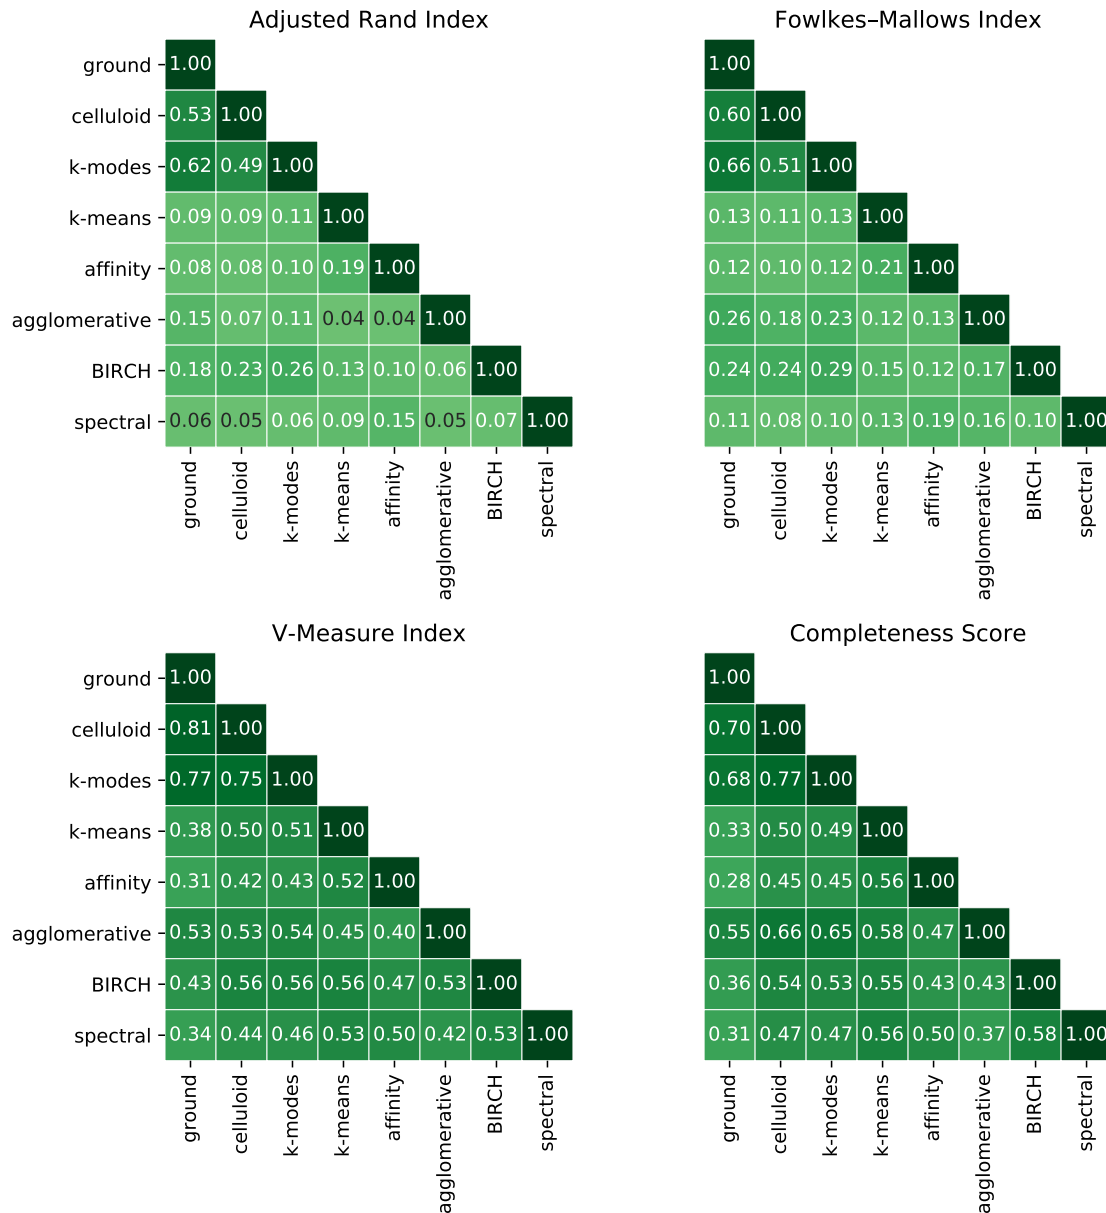 Adjusted Rand Index
ground 1.00
celluloid 0.53 1.00
k-modes 0.62 0.49 1.00
k-means 0.09 0.09 0.11 1.00
affinity 0.08 0.08 0.10 0.19 1.00
agglomerative 0.15 0.07 0.11 0.04 0.04 1.00
BIRCH 0.18 0.23 0.26 0.13 0.10 0.06 1.00
spectral 0.06 0.05 0.06 0.09 0.15 0.05 0.07 1.00
ground celluloid k-modes k-means affinity agglomerative BIRCH spectral
Fowlkes–Mallows Index
1.00
0.60 1.00
0.66 0.51 1.00
0.13 0.11 0.13 1.00
0.12 0.10 0.12 0.21 1.00
0.26 0.18 0.23 0.12 0.13 1.00
0.24 0.24 0.29 0.15 0.12 0.17 1.00
0.11 0.08 0.10 0.13 0.19 0.16 0.10 1.00
ground celluloid k-modes k-means affinity agglomerative BIRCH spectral
V-Measure Index
ground 1.00
celluloid 0.81 1.00
k-modes 0.77 0.75 1.00
k-means 0.38 0.50 0.51 1.00
affinity 0.31 0.42 0.43 0.52 1.00
agglomerative 0.53 0.53 0.54 0.45 0.40 1.00
BIRCH 0.43 0.56 0.56 0.56 0.47 0.53 1.00
spectral 0.34 0.44 0.46 0.53 0.50 0.42 0.53 1.00
ground celluloid k-modes k-means affinity agglomerative BIRCH spectral
Completeness Score
1.00
0.70 1.00
0.68 0.77 1.00
0.33 0.50 0.49 1.00
0.28 0.45 0.45 0.56 1.00
0.55 0.66 0.65 0.58 0.47 1.00
0.36 0.54 0.53 0.55 0.43 0.43 1.00
0.31 0.47 0.47 0.56 0.50 0.37 0.58 1.00
ground celluloid k-modes k-means affinity agglomerative BIRCH spectral